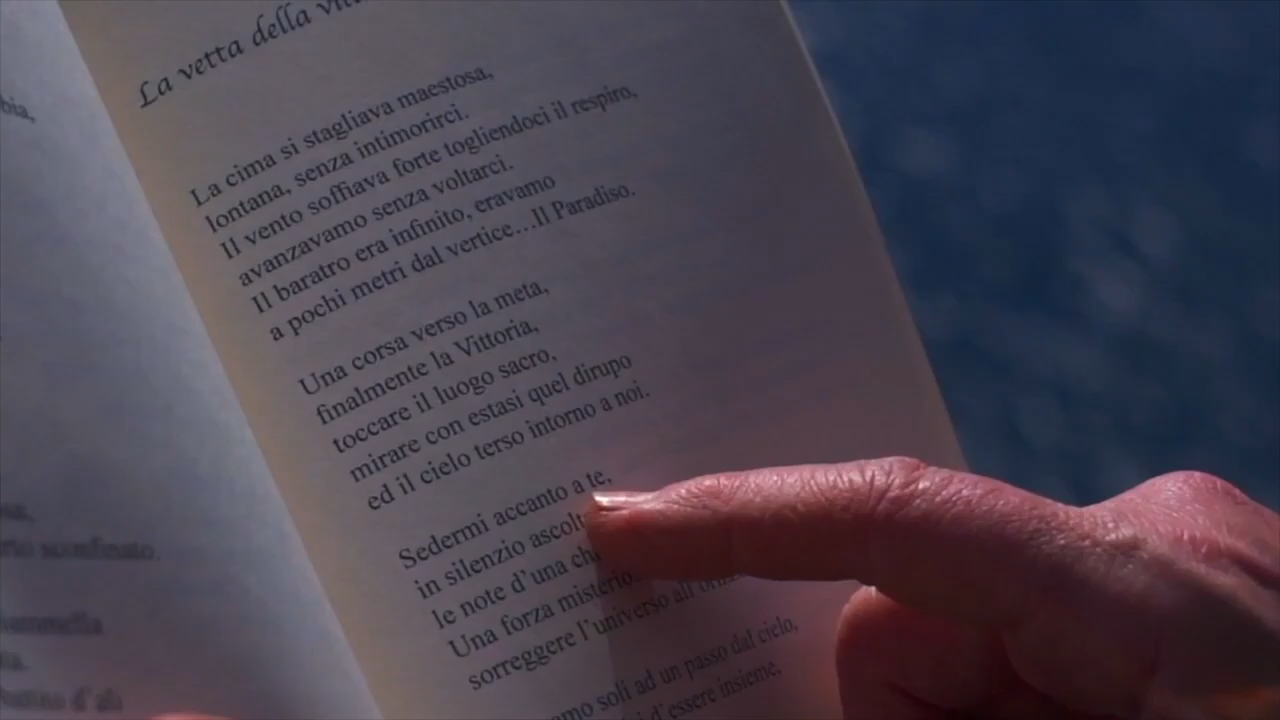 bia,
La vetta della
La cima si stagliava maestosa,
lontana, senza intimorirci.
Il vento soffiava forte togliendoci il respiro,
avanzavamo senza voltarci.
Il baratro era infinito, eravamo
a pochi metri dal vertice…Il Paradiso.
Una corsa verso la meta,
finalmente la Vittoria,
toccare il luogo sacro,
mirare con estasi quel dirupo
ed il cielo terso intorno a noi.
Sedermi accanto a te,
in silenzio
le note d’una
Una forza
sorreggere l’universo
soli ad un passo dal cielo,
d’essere insieme.